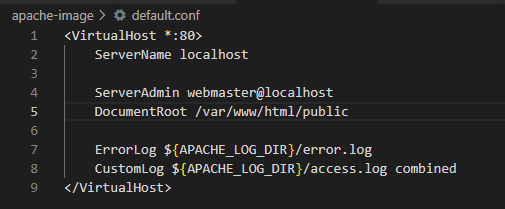 apache-image > default.conf
1 <VirtualHost *:80>
2 ServerName localhost
3
4 ServerAdmin webmaster@localhost
5 DocumentRoot /var/www/html/public
6
7 ErrorLog ${APACHE_LOG_DIR}/error.log
8 CustomLog ${APACHE_LOG_DIR}/access.log combined
9 </VirtualHost>